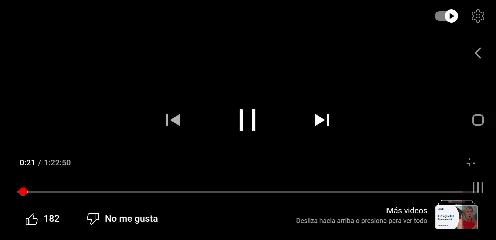 0:21 / 1:22:50
182
No me gusta
Más videos
Desliza hacia arriba o presiona para ver todo